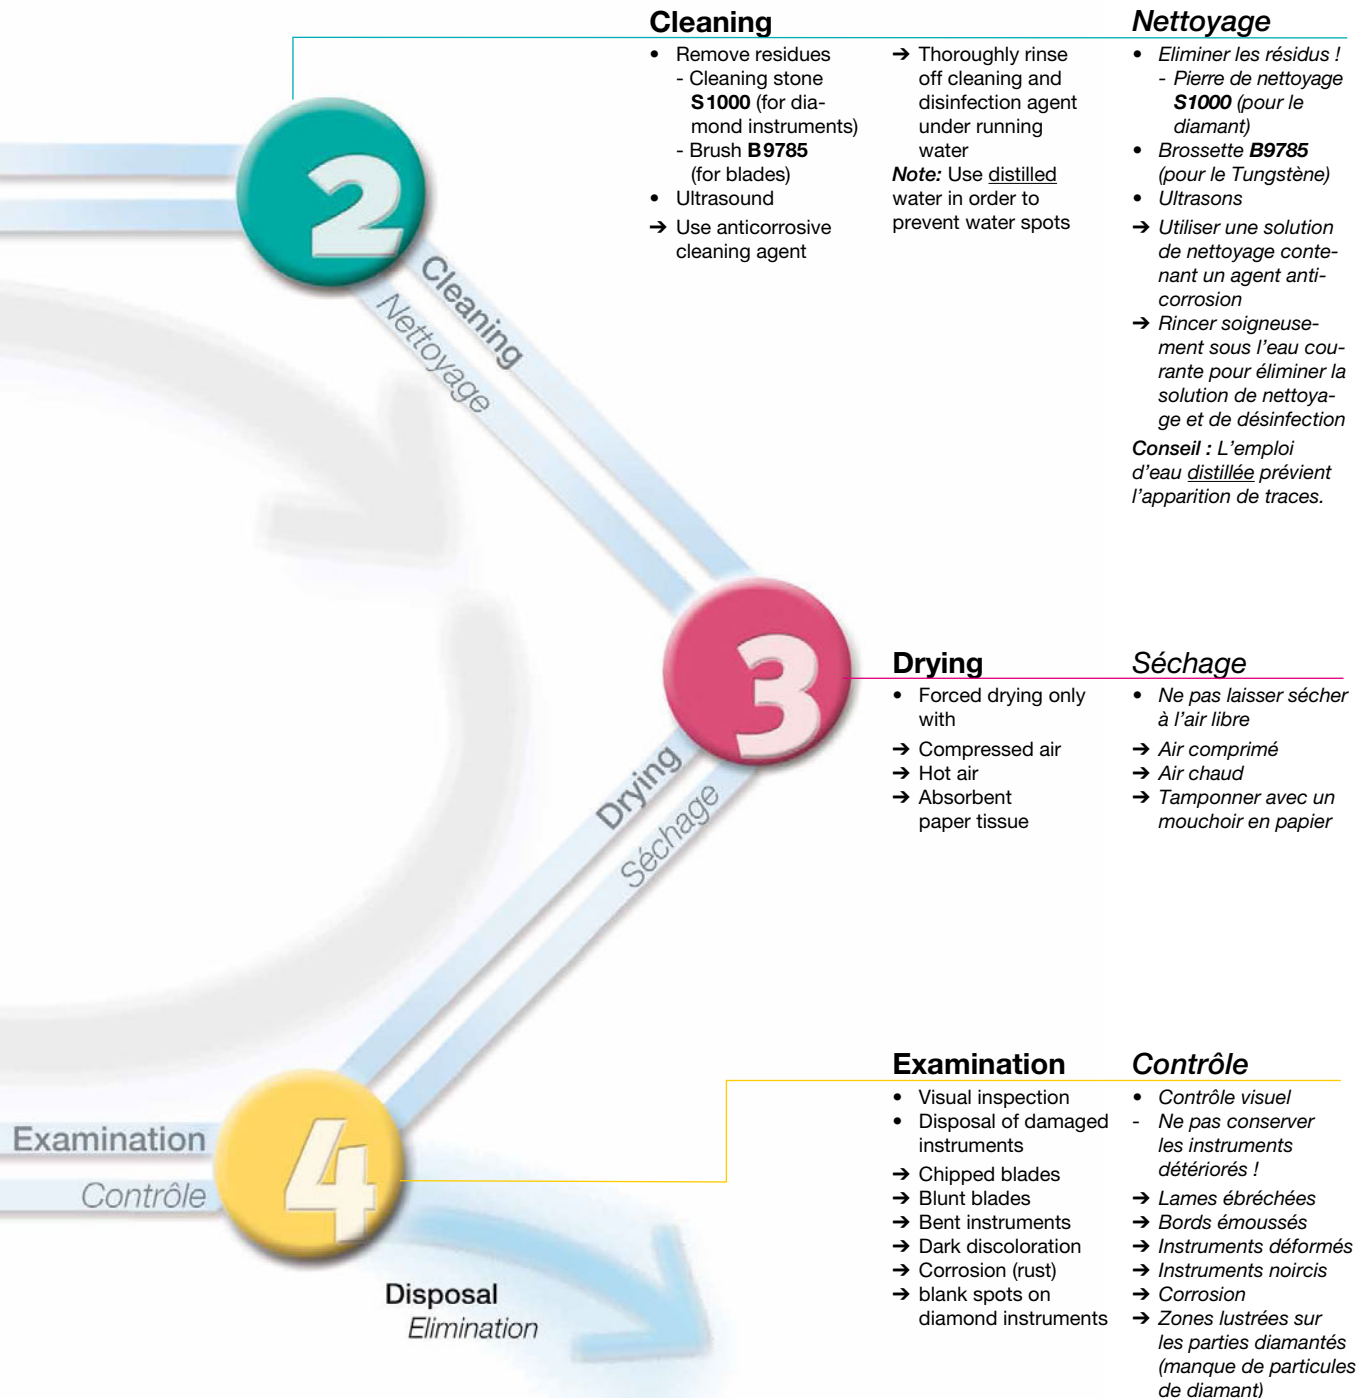 Cleaning
• Remove residues
- Cleaning stone
S1000 (for dia-
mond instruments)
- Brush B9785
(for blades)
• Ultrasound
➔ Use anticorrosive
cleaning agent
➔ Thoroughly rinse
off cleaning and
disinfection agent
under running
water
Note: Use distilled
water in order to
prevent water spots
Nettoyage
• Eliminer les résidus !
- Pierre de nettoyage
S1000 (pour le
diamant)
• Brossette B9785
(pour le Tungstène)
• Ultrasons
➔ Utiliser une solution
de nettoyage conte-
nant un agent anti-
corrosion
➔ Rincer soigneuse-
ment sous l'eau cou-
rante pour éliminer la
solution de nettoya-
ge et de désinfection
Conseil : L'emploi
d'eau distillée prévient
l'apparition de traces.
2
Cleaning
Nettoyage
3
Drying
• Forced drying only
with
➔ Compressed air
➔ Hot air
➔ Absorbent
paper tissue
Séchage
• Ne pas laisser sécher
à l'air libre
➔ Air comprimé
➔ Air chaud
➔ Tamponner avec un
mouchoir en papier
Drying
Séchage
Examination
• Visual inspection
• Disposal of damaged
instruments
➔ Chipped blades
➔ Blunt blades
➔ Bent instruments
➔ Dark discoloration
➔ Corrosion (rust)
➔ blank spots on
diamond instruments
Contrôle
• Contrôle visuel
- Ne pas conserver
les instruments
détériorés !
➔ Lames ébréchées
➔ Bords émoussés
➔ Instruments déformés
➔ Instruments noircis
➔ Corrosion
➔ Zones lustrées sur
les parties diamantés
(manque de particules
de diamant)
4
Examination
Contrôle
Disposal
Elimination